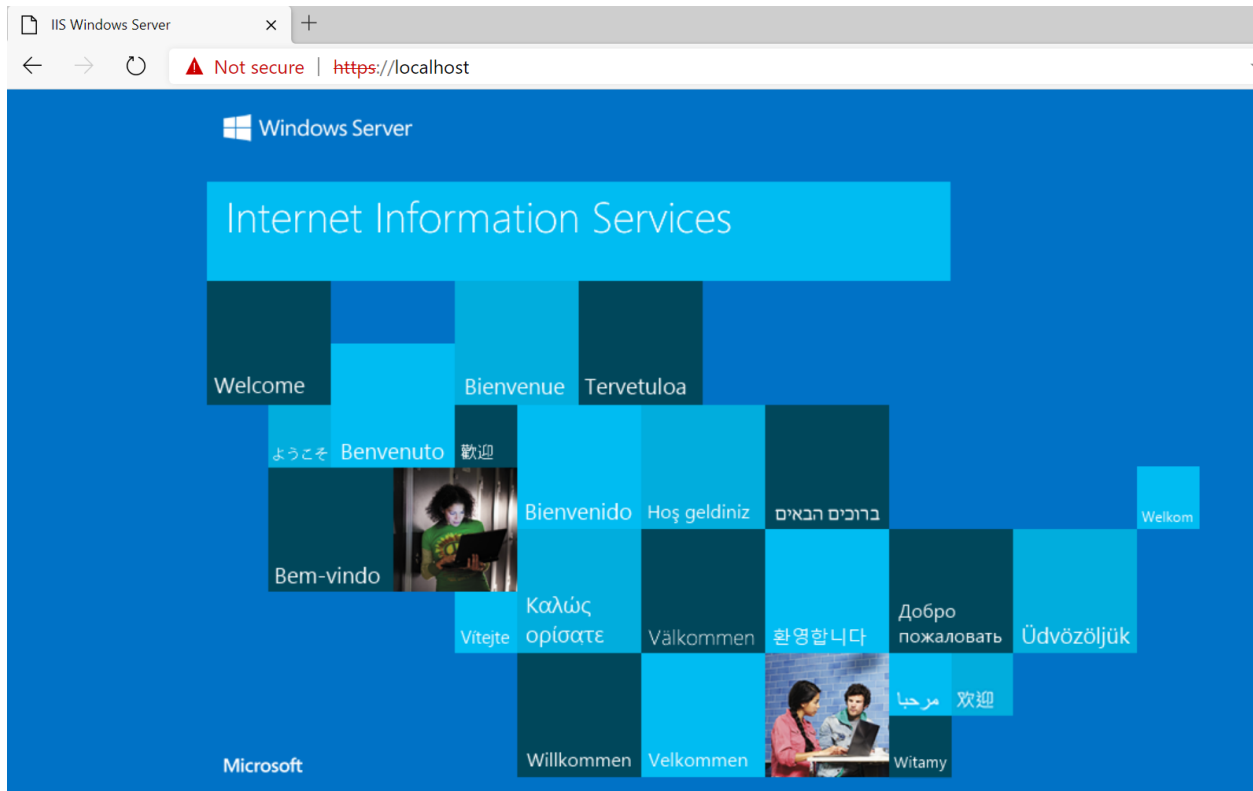 IIS Windows Server
Not secure
https://localhost
Windows Server
Internet Information Services
Welcome
Bienvenue
Tervetuloa
ようこそ
Benvenuto
歡迎
Bienvenido
Hoş geldiniz
ברוכים הבאים
Welkom
Bem-vindo
Vítejte
Καλώς
ορίσατε
Välkommen
환영합니다
Добро
пожаловать
Üdvözöljük
مرحبا
欢迎
Willkommen
Velkommen
Witamy
Microsoft